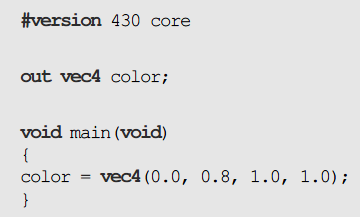 #version 430 core
out vec4 color;
void main(void)
{
color = vec4(0.0, 0.8, 1.0, 1.0);
}